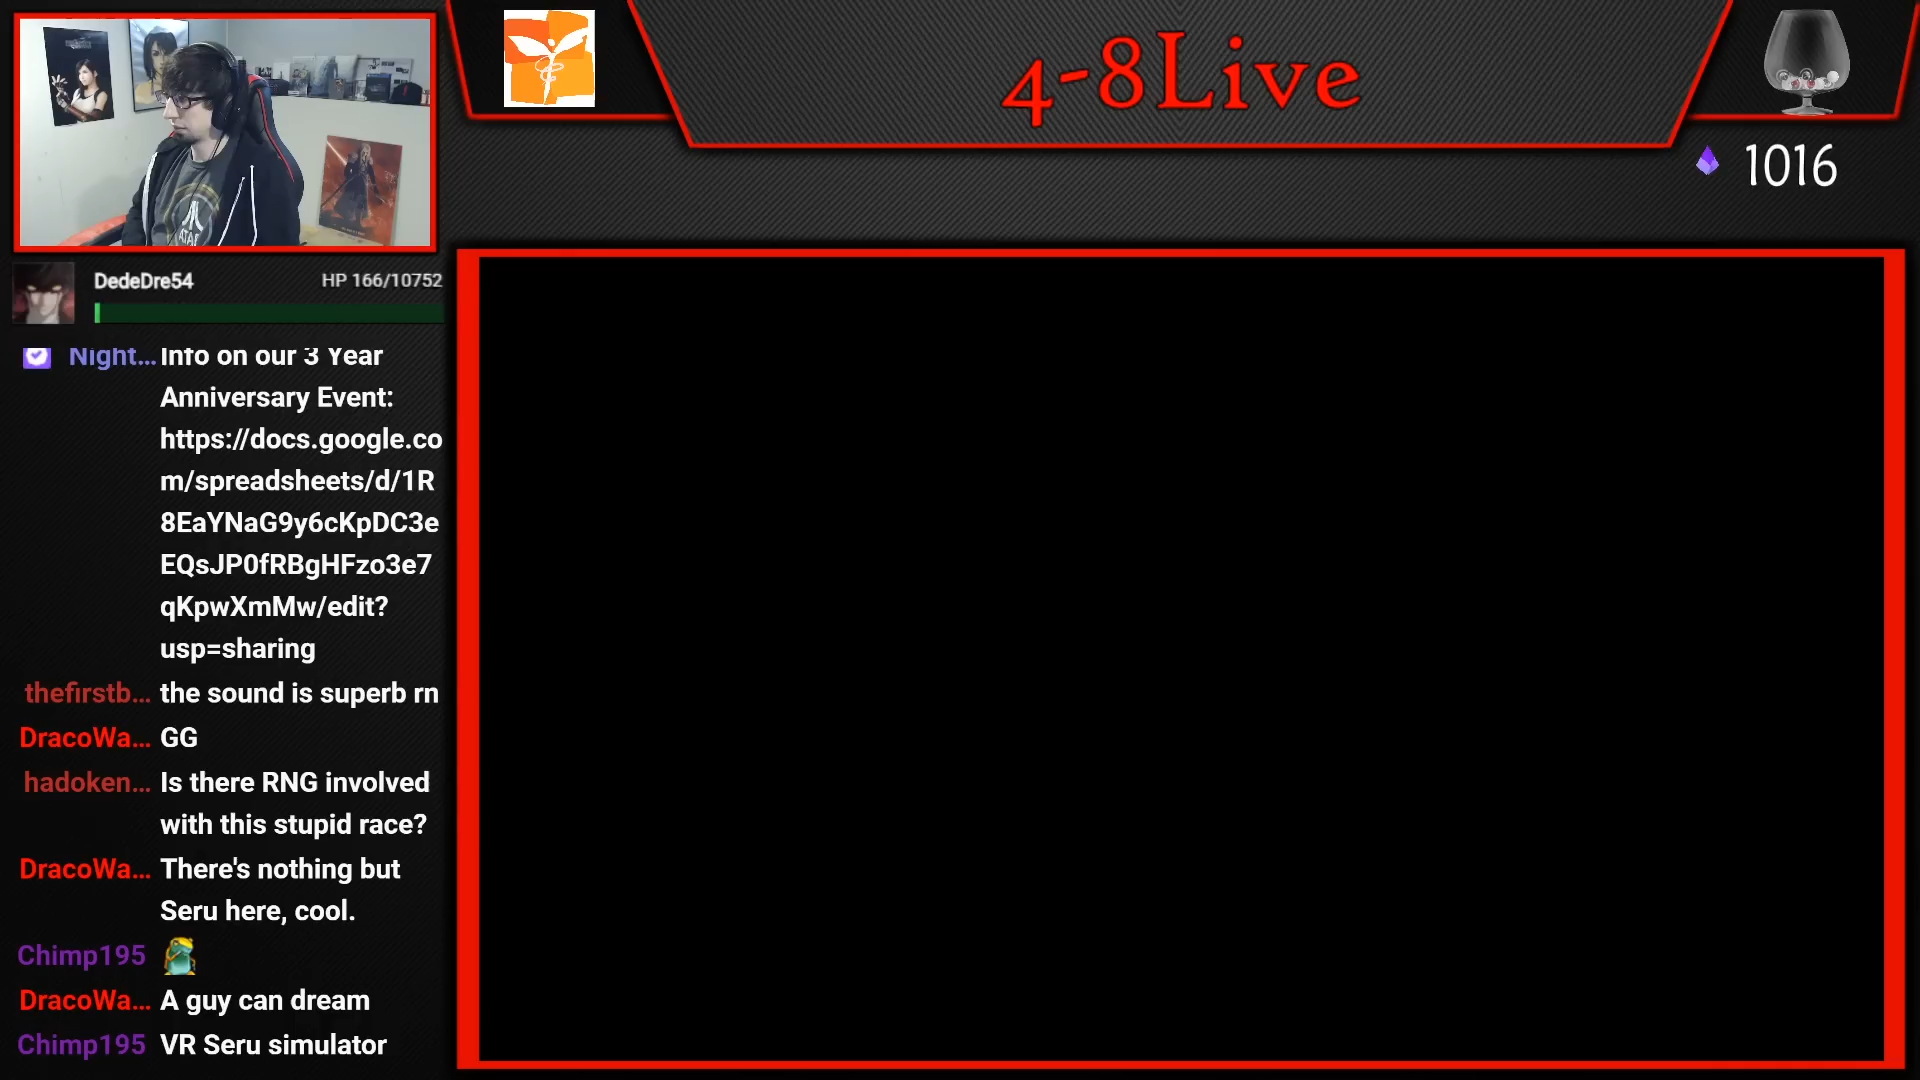 4-8Live
1016
ATARI
DedeDre54 HP 166/10752
Night... Info on our 3 Year
Anniversary Event:
https://docs.google.co
m/spreadsheets/d/1R
8EaYNaG9y6cKpDC3e
EQsJP0fRBgHFzo3e7
qKpwXmMw/edit?
usp=sharing
thefirstb... the sound is superb rn
DracoWa... GG
hadoken... Is there RNG involved
with this stupid race?
DracoWa... There's nothing but
Seru here, cool.
Chimp195
DracoWa... A guy can dream
Chimp195 VR Seru simulator